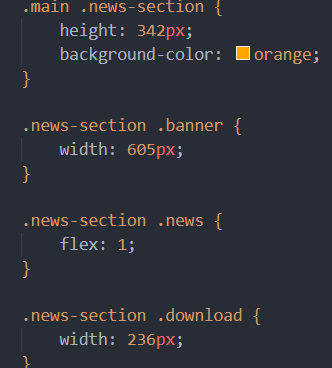 .main .news-section {
height: 342px;
background-color: orange;
}
.news-section .banner {
width: 605px;
}
.news-section .news {
flex: 1;
}
.news-section .download {
width: 236px;
}